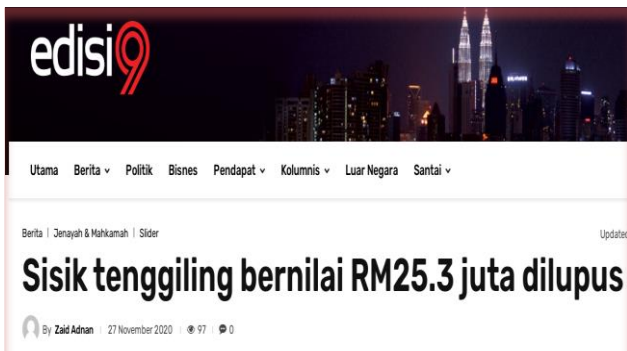 edisi9
Utama Berita Politik Bisnes Pendapat Kolumnis Luar Negara Santai
Berita | Jenayah & Mahkamah | Slider
Updated
Sisik tenggiling bernilai RM25.3 juta dilupus
By Zaid Adnan | 27 November 2020 | 97 | 0